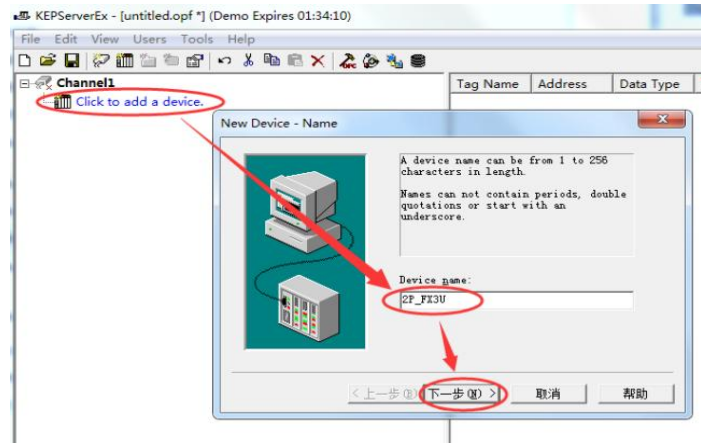 KEPServerEx - [untitled.opf *] (Demo Expires 01:34:10)
File Edit View Users Tools Help
Channel1
Click to add a device.
Tag Name Address Data Type
New Device - Name
A device name can be from 1 to 256
characters in length.
Names can not contain periods, double
quotations or start with an
underscore.
Device name:
2P_FX3U
< 上一步(B) 下一步(N) > 取消 帮助